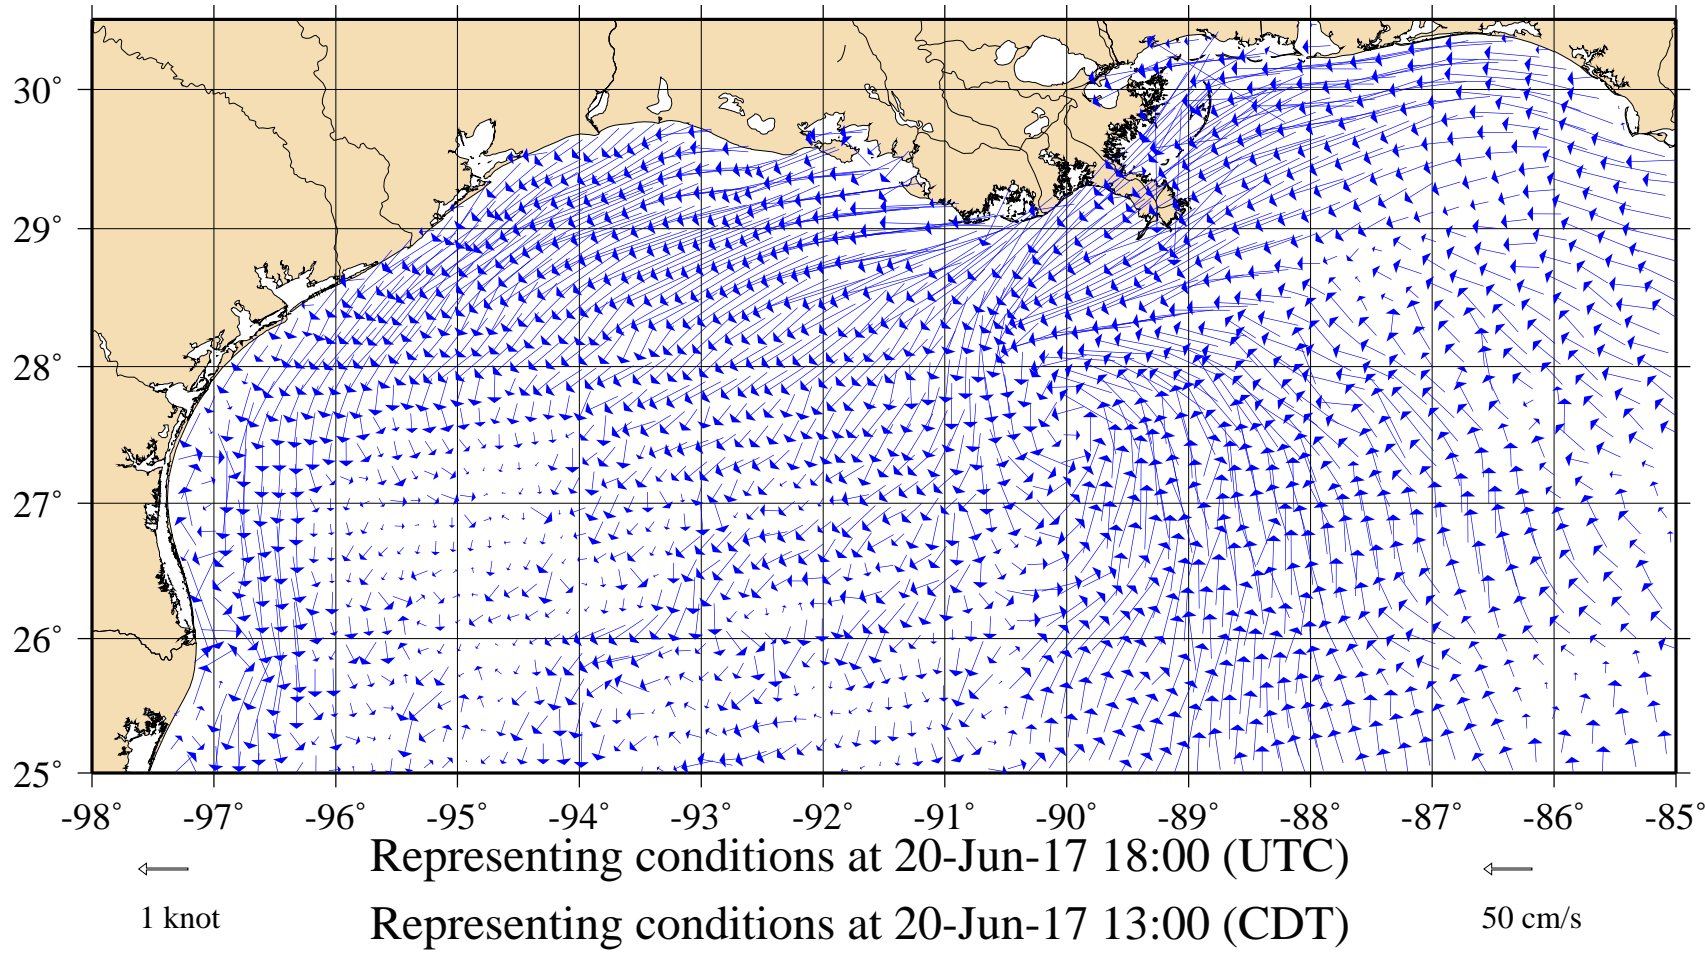 30°
29°
28°
27°
26°
25°
-98° -97° -96° -95° -94° -93° -92° -91° -90° -89° -88° -87° -86° -85°
Representing conditions at 20-Jun-17 18:00 (UTC)
1 knot
50 cm/s
Representing conditions at 20-Jun-17 13:00 (CDT)